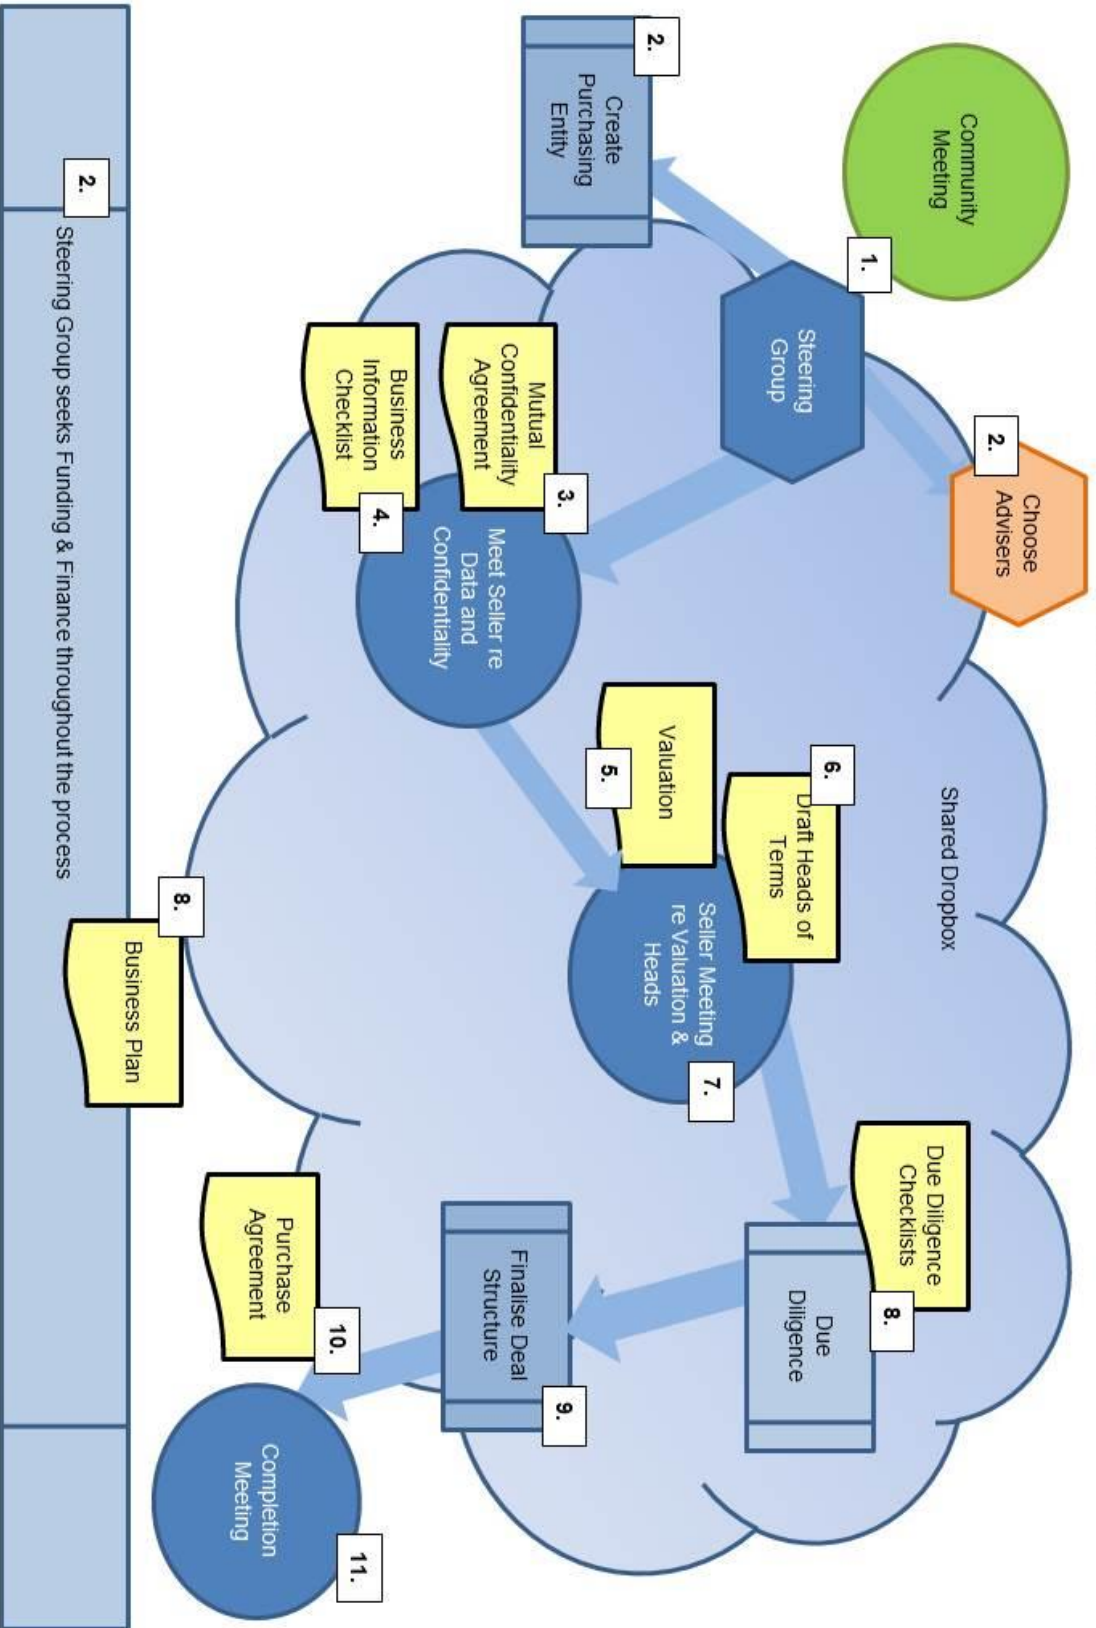 Community
Meeting
1.
Steering
Group
2.
Choose
Advisers
2.
Create
Purchasing
Entity
Shared Dropbox
3.
Mutual
Confidentiality
Agreement
4.
Business
Information
Checklist
Meet Seller re
Data and
Confidentiality
5.
Valuation
6.
Draft Heads of
Terms
Seller Meeting
re Valuation &
Heads
7.
Due Diligence
Checklists
8.
Due
Diligence
Finalise Deal
Structure
9.
Purchase
Agreement
10.
Completion
Meeting
11.
8.
Business Plan
2.
Steering Group seeks Funding & Finance throughout the process